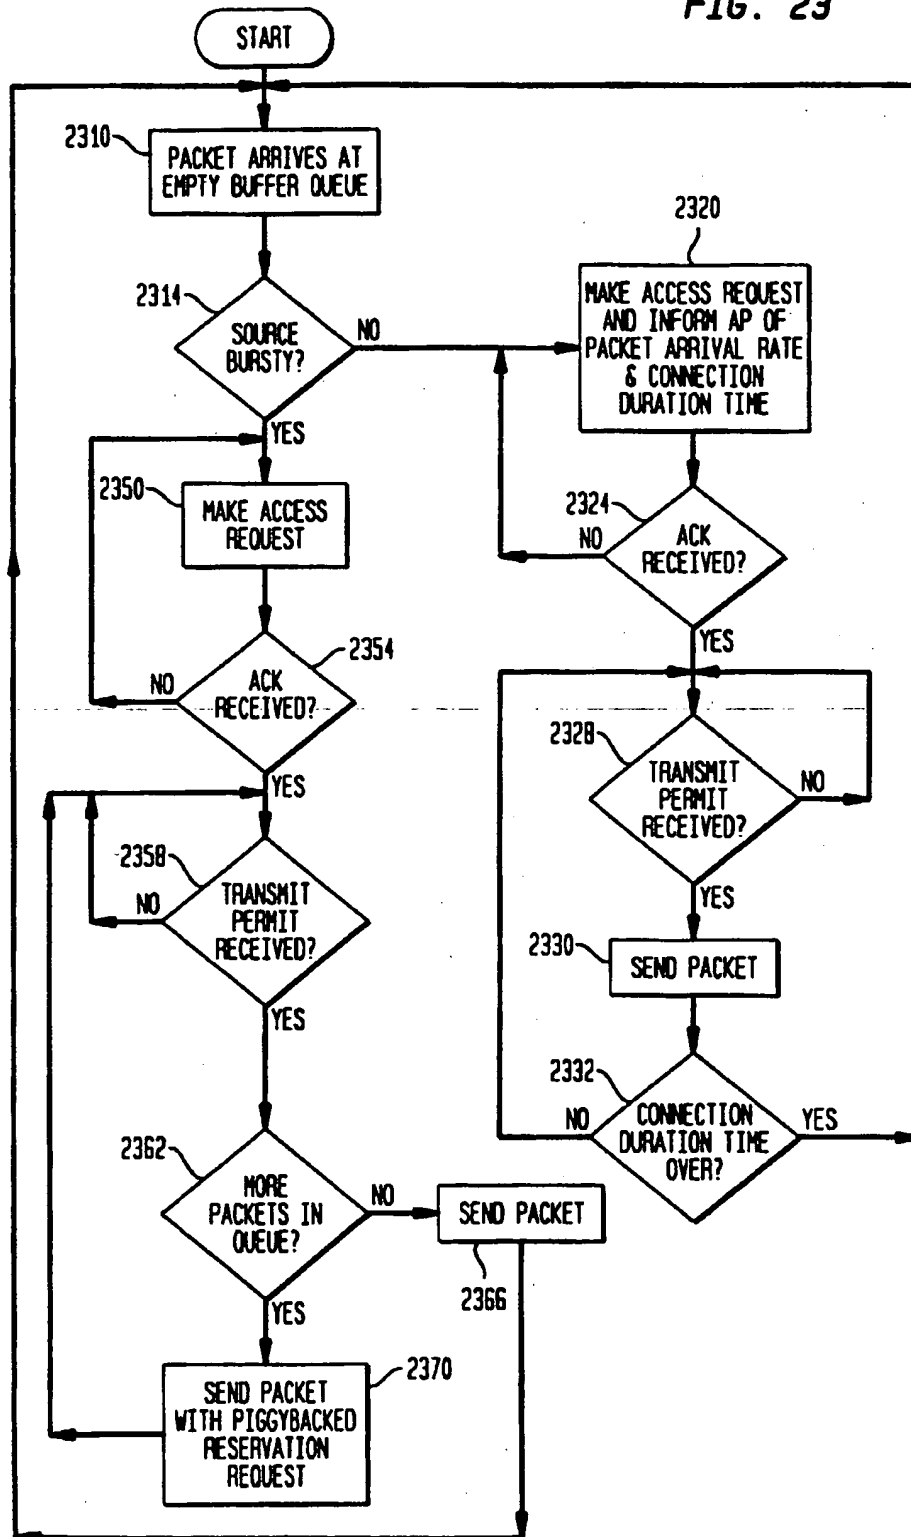 FIG. 23
START
2310
PACKET ARRIVES AT
EMPTY BUFFER QUEUE
2314
SOURCE
BURSTY?
NO
YES
2320
MAKE ACCESS REQUEST
AND INFORM AP OF
PACKET ARRIVAL RATE
& CONNECTION
DURATION TIME
2324
ACK
RECEIVED?
NO
YES
2350
MAKE ACCESS
REQUEST
2354
ACK
RECEIVED?
NO
YES
2328
TRANSMIT
PERMIT
RECEIVED?
NO
YES
2358
TRANSMIT
PERMIT
RECEIVED?
NO
YES
2330
SEND PACKET
2332
CONNECTION
DURATION TIME
OVER?
NO
YES
2362
MORE
PACKETS IN
QUEUE?
NO
YES
SEND PACKET
2366
2370
SEND PACKET
WITH PIGGYBACKED
RESERVATION
REQUEST